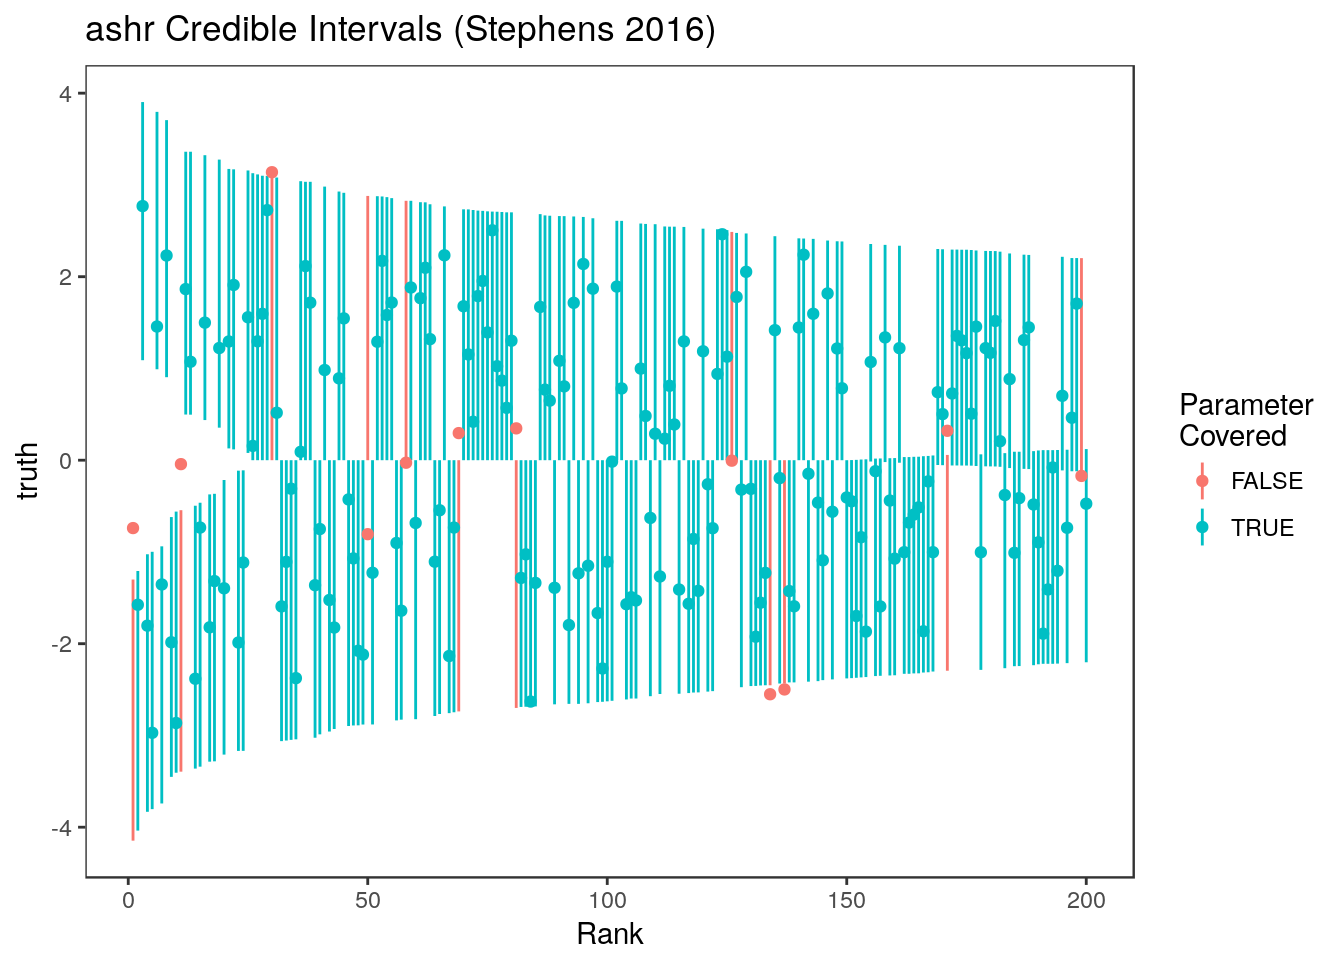 ashr Credible Intervals (Stephens 2016)
4
2
0
-2
-4
truth
0 50 100 150 200
Rank
Parameter
Covered
FALSE
TRUE